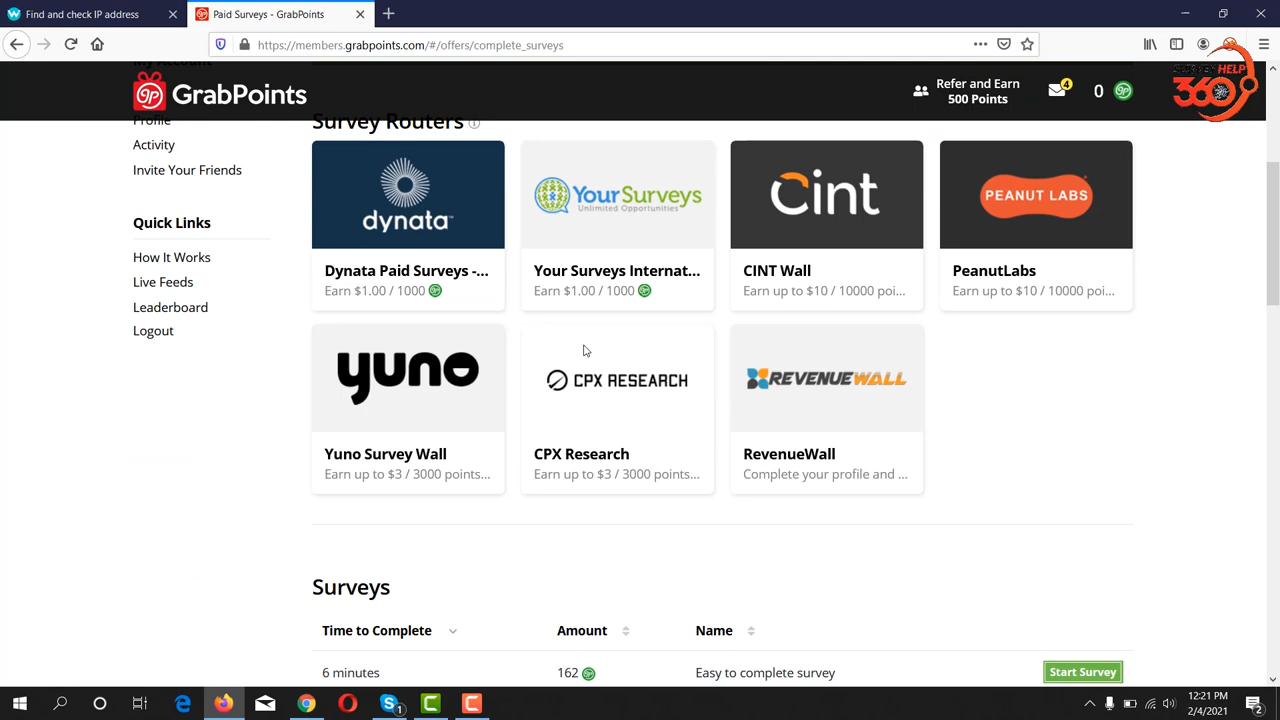 Find and check IP address
Paid Surveys - GrabPoints
https://members.grabpoints.com/#/offers/complete_surveys
My Account
GrabPoints
Refer and Earn
500 Points
4
0
SURVEY HELP
360
Profile
Activity
Invite Your Friends
Quick Links
How It Works
Live Feeds
Leaderboard
Logout
Survey Routers
dynata
YourSurveys
Unlimited Opportunities
Cint
PEANUT LABS
Dynata Paid Surveys -...
Earn $1.00 / 1000
Your Surveys Internat...
Earn $1.00 / 1000
CINT Wall
Earn up to $10 / 10000 poi...
PeanutLabs
Earn up to $10 / 10000 poi...
yuno
CPX RESEARCH
REVENUEWALL
Yuno Survey Wall
Earn up to $3 / 3000 points...
CPX Research
Earn up to $3 / 3000 points...
RevenueWall
Complete your profile and ...
Surveys
Time to Complete
Amount
Name
6 minutes
162
Easy to complete survey
Start Survey
12:21 PM
2/4/2021